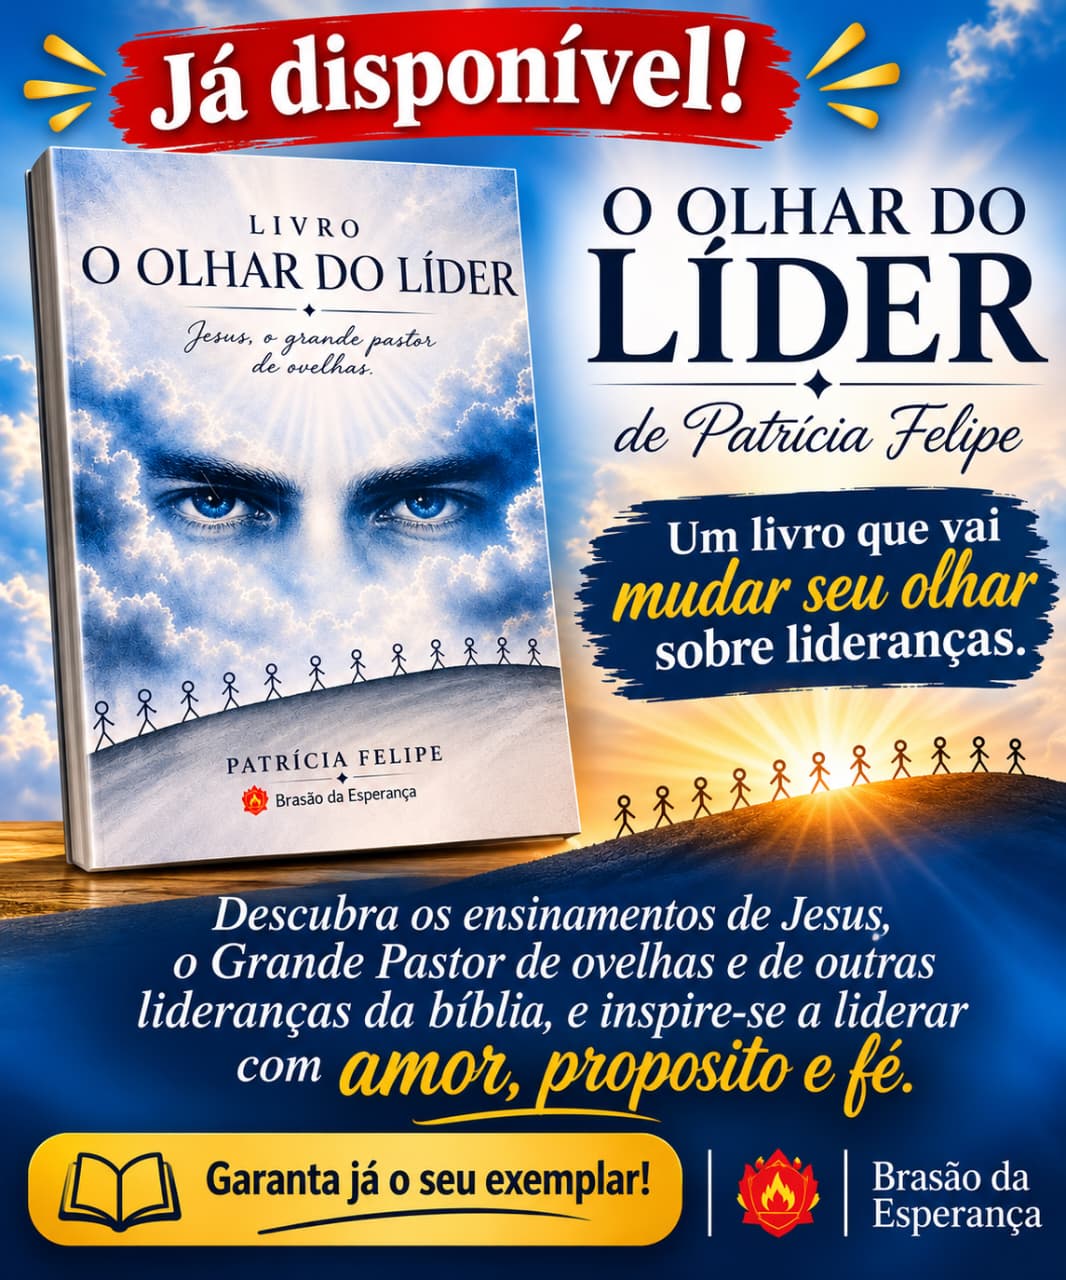 Já disponível!
LIVRO
O OLHAR DO LÍDER
Jesus, o grande pastor
de ovelhas.
PATRÍCIA FELIPE
Brasão da Esperança
O OLHAR DO
LÍDER
de Patrícia Felipe
Um livro que vai
mudar seu olhar
sobre lideranças.
Descubra os ensinamentos de Jesus,
o Grande Pastor de ovelhas e de outras
lideranças da bíblia, e inspire-se a liderar
com amor, proposito e fé.
Garanta já o seu exemplar!
Brasão da
Esperança